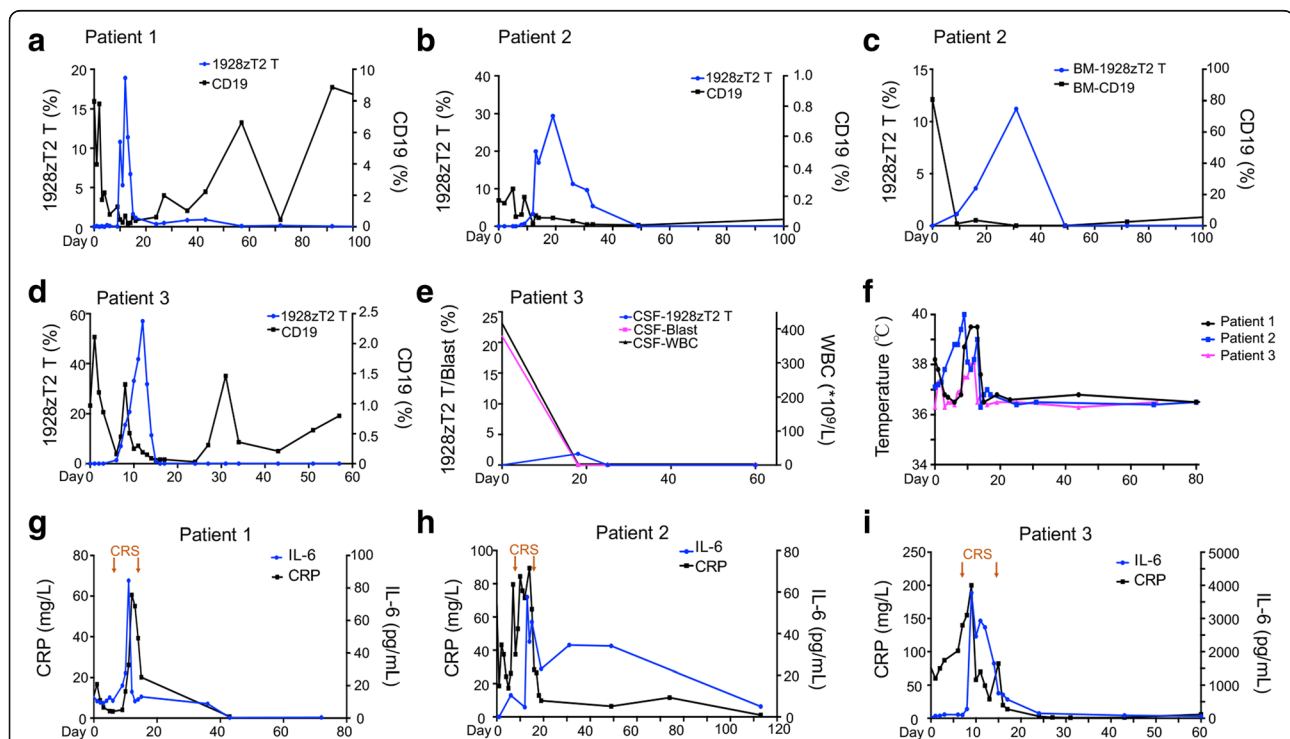 a Patient 1
1928zT2 T
CD19
1928zT2 T (%)
20
15
10
5
0
10
8
6
4
2
0
CD19 (%)
Day 0 20 40 60 80 100
b Patient 2
1928zT2 T
CD19
1928zT2 T (%)
40
30
20
10
0
1.0
0.8
0.6
0.4
0.2
0.0
CD19 (%)
Day 0 20 40 60 80 100
c Patient 2
BM-1928zT2 T
BM-CD19
1928zT2 T (%)
15
10
5
0
100
80
60
40
20
0
CD19 (%)
Day 0 20 40 60 80 100
d Patient 3
1928zT2 T
CD19
1928zT2 T (%)
60
40
20
0
2.5
2.0
1.5
1.0
0.5
0.0
CD19 (%)
Day 0 10 20 30 40 50 60
e Patient 3
CSF-1928zT2 T
CSF-Blast
CSF-WBC
1928zT2 T/Blast (%)
25
20
15
10
5
0
400
300
200
100
0
WBC (*10⁹/L)
Day 0 20 40 60
f
Patient 1
Patient 2
Patient 3
Temperature (℃)
40
38
36
34
Day 0 20 40 60 80
g Patient 1
CRS
IL-6
CRP
CRP (mg/L)
80
60
40
20
0
100
80
60
40
20
0
IL-6 (pg/mL)
Day 0 20 40 60 80
h Patient 2
CRS
IL-6
CRP
CRP (mg/L)
100
80
60
40
20
0
80
60
40
20
0
IL-6 (pg/mL)
Day 0 20 40 60 80 100 120
i Patient 3
CRS
IL-6
CRP
CRP (mg/L)
250
200
150
100
50
0
5000
4000
3000
2000
1000
0
IL-6 (pg/mL)
Day 0 10 20 30 40 50 60